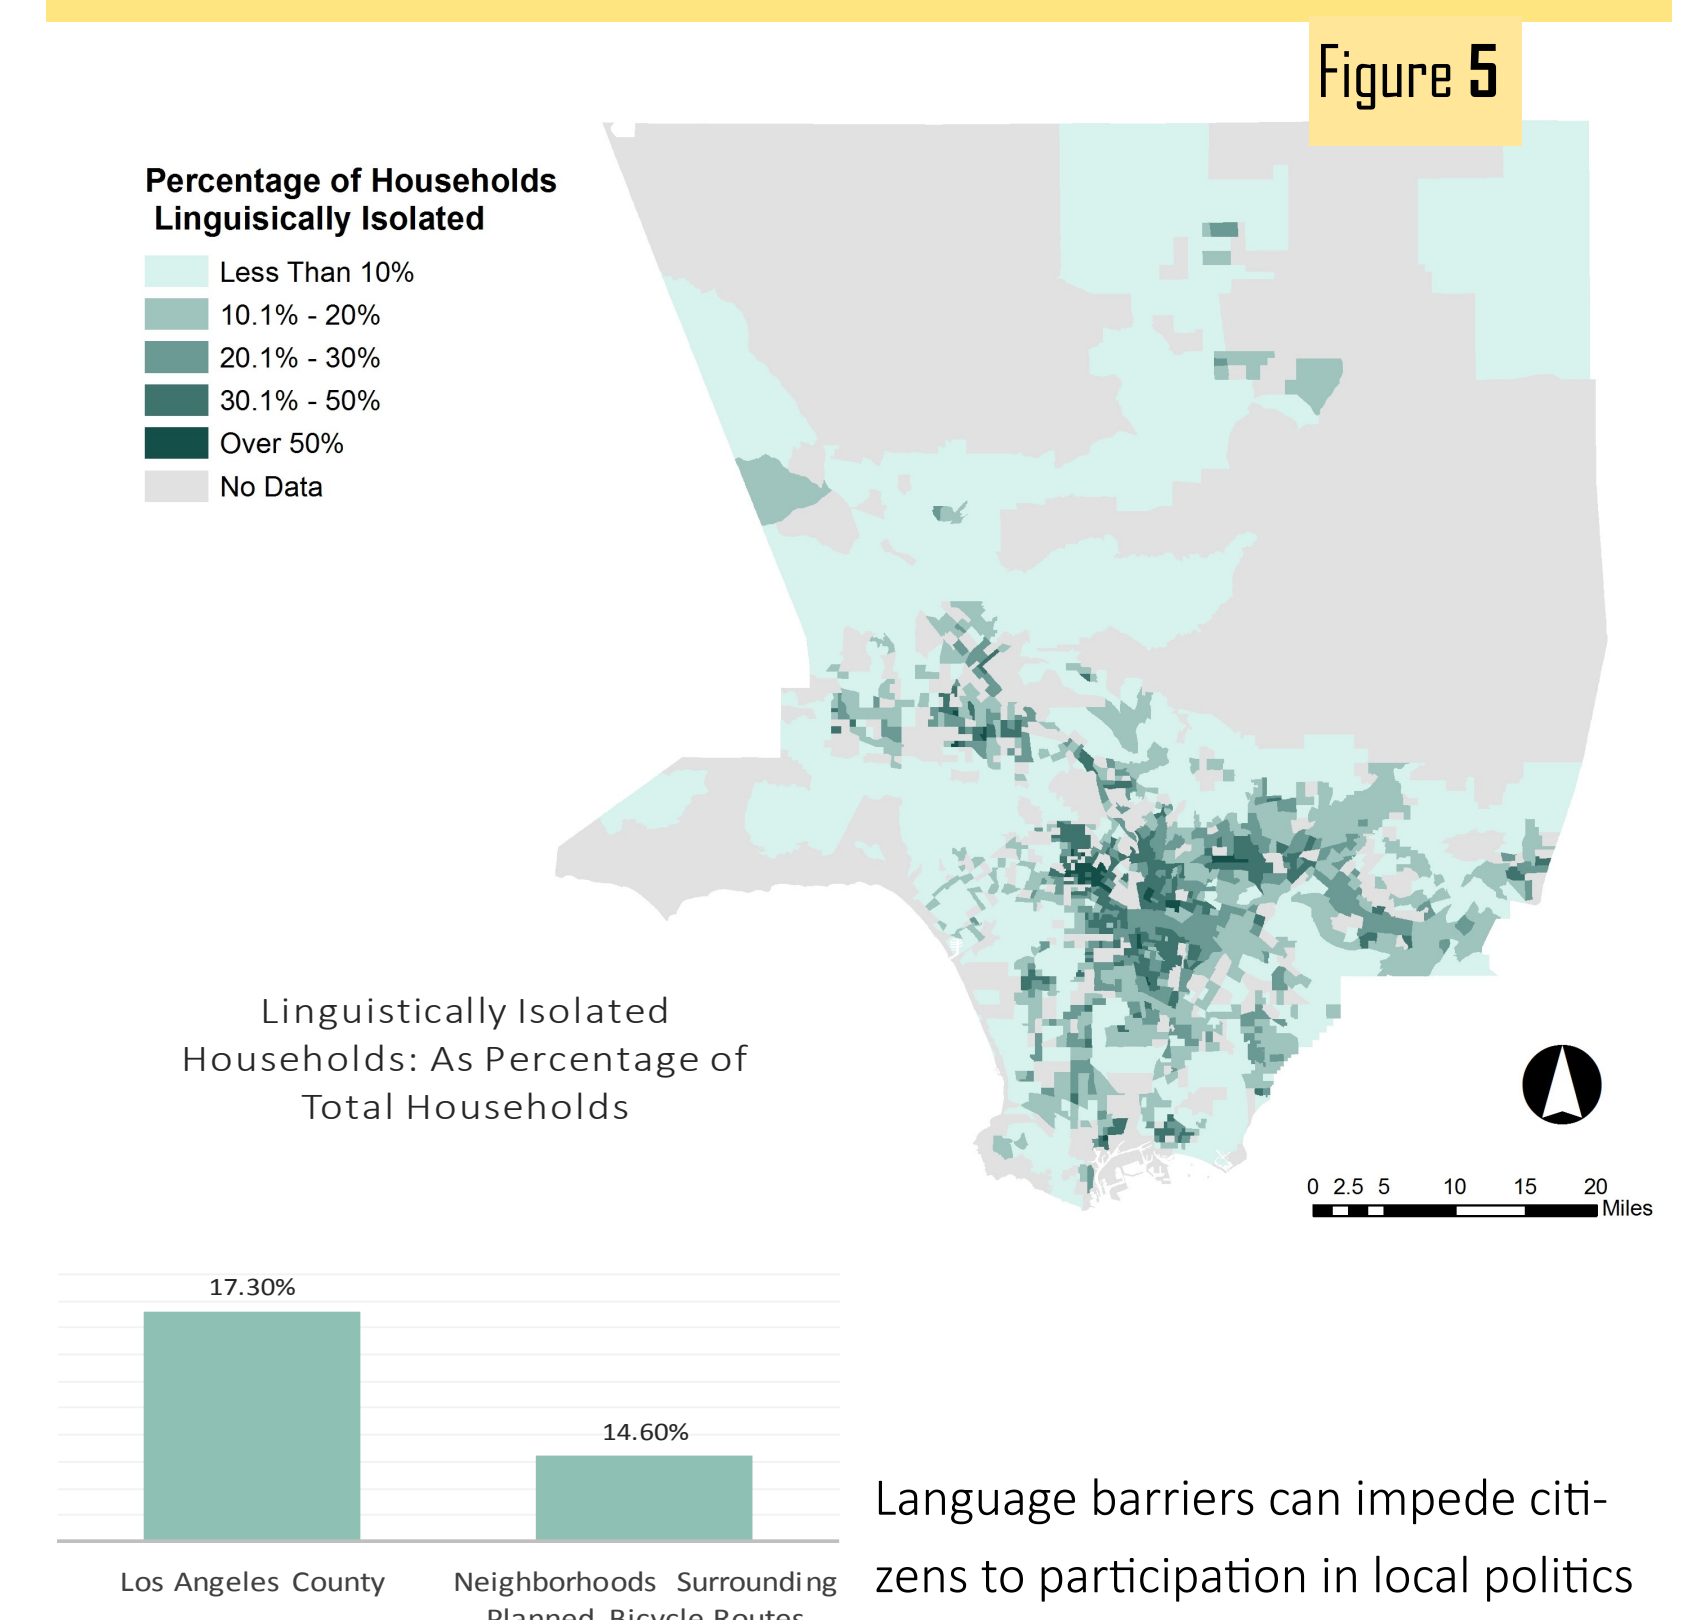 Figure 5
Percentage of Households
Linguisically Isolated
Less Than 10%
10.1% - 20%
20.1% - 30%
30.1% - 50%
Over 50%
No Data
Linguistically Isolated
Households: As Percentage of
Total Households
0 2.5 5 10 15 20
Miles
17.30%
14.60%
Los Angeles County
Neighborhoods Surrounding
Planned Bicycle Routes
Language barriers can impede citi-
zens to participation in local politics